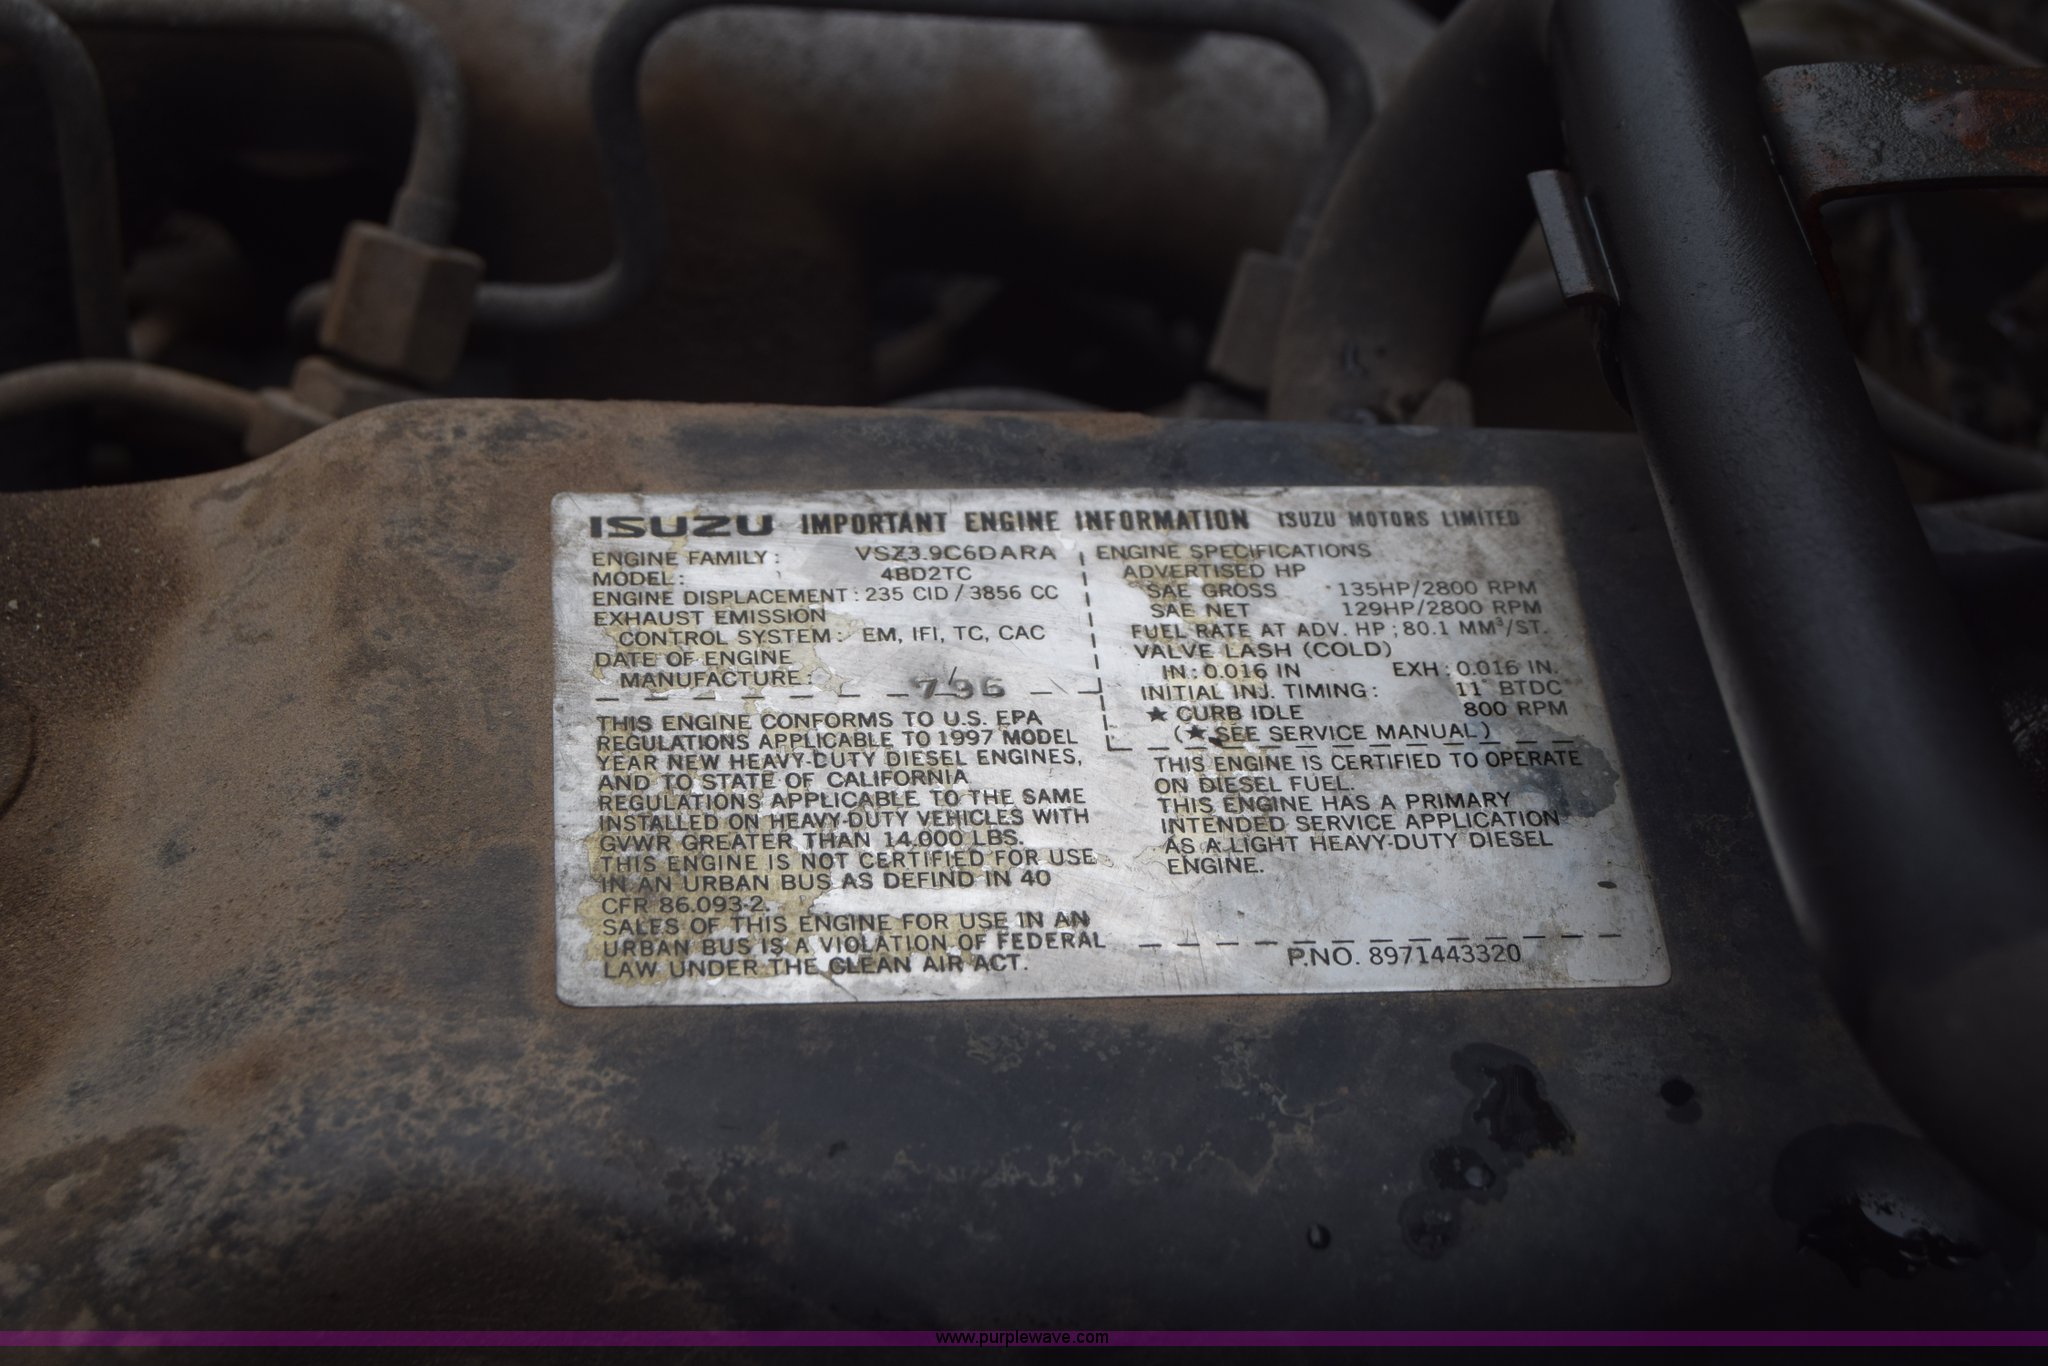 ISUZU IMPORTANT ENGINE INFORMATION ISUZU MOTORS LIMITED
ENGINE FAMILY: VSZ3.9C6DARA
MODEL: 4BD2TC
ENGINE DISPLACEMENT: 235 CID / 3856 CC
EXHAUST EMISSION
CONTROL SYSTEM: EM, IFI, TC, CAC
DATE OF ENGINE
MANUFACTURE: 7/96
THIS ENGINE CONFORMS TO U.S. EPA
REGULATIONS APPLICABLE TO 1997 MODEL
YEAR NEW HEAVY-DUTY DIESEL ENGINES,
AND TO STATE OF CALIFORNIA
REGULATIONS APPLICABLE TO THE SAME
INSTALLED ON HEAVY-DUTY VEHICLES WITH
GVWR GREATER THAN 14,000 LBS.
THIS ENGINE IS NOT CERTIFIED FOR USE
IN AN URBAN BUS AS DEFIND IN 40
CFR 86.093-2.
SALES OF THIS ENGINE FOR USE IN AN
URBAN BUS IS A VIOLATION OF FEDERAL
LAW UNDER THE CLEAN AIR ACT.
ENGINE SPECIFICATIONS
ADVERTISED HP
SAE GROSS 135HP/2800 RPM
SAE NET 129HP/2800 RPM
FUEL RATE AT ADV. HP; 80.1 MM³/ST.
VALVE LASH (COLD)
IN: 0.016 IN EXH: 0.016 IN.
INITIAL INJ. TIMING: 11° BTDC
★ CURB IDLE 800 RPM
(★ SEE SERVICE MANUAL)
THIS ENGINE IS CERTIFIED TO OPERATE
ON DIESEL FUEL.
THIS ENGINE HAS A PRIMARY
INTENDED SERVICE APPLICATION
AS A LIGHT HEAVY-DUTY DIESEL
ENGINE.
P.NO. 8971443320
www.purplewave.com